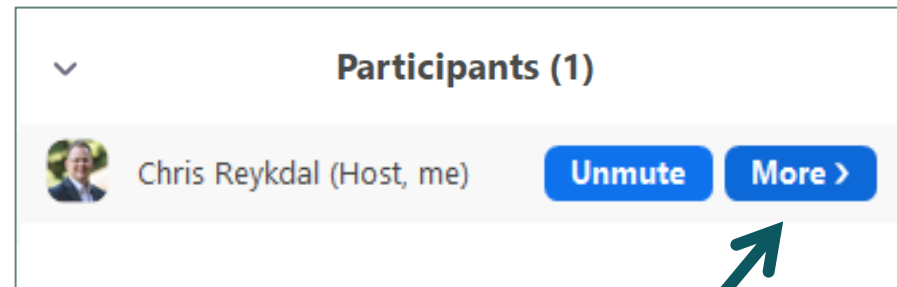 Participants (1)
Chris Reykdal (Host, me) Unmute More >